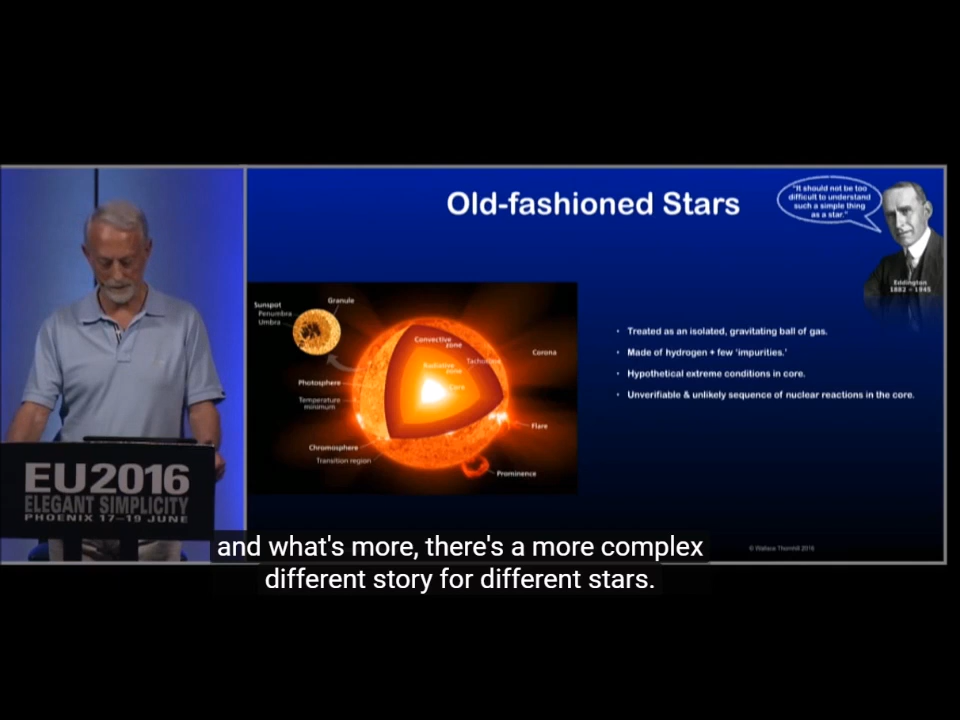 Old-fashioned Stars
"It should not be too
difficult to understand
such a simple thing
as a star."
Eddington
1882 - 1945
Sunspot
Penumbra
Umbra
Granule
Convective
zone
Radiative
zone
Core
Corona
Photosphere
Temperature
minimum
Flare
Chromosphere
Transition region
Prominence
• Treated as an isolated, gravitating ball of gas.
• Made of hydrogen + few 'impurities.'
• Hypothetical extreme conditions in core.
• Unverifiable & unlikely sequence of nuclear reactions in the core.
EU2016
ELEGANT SIMPLICITY
PHOENIX 17–19 JUNE
© Wallace Thornhill 2016
and what's more, there's a more complex
different story for different stars.